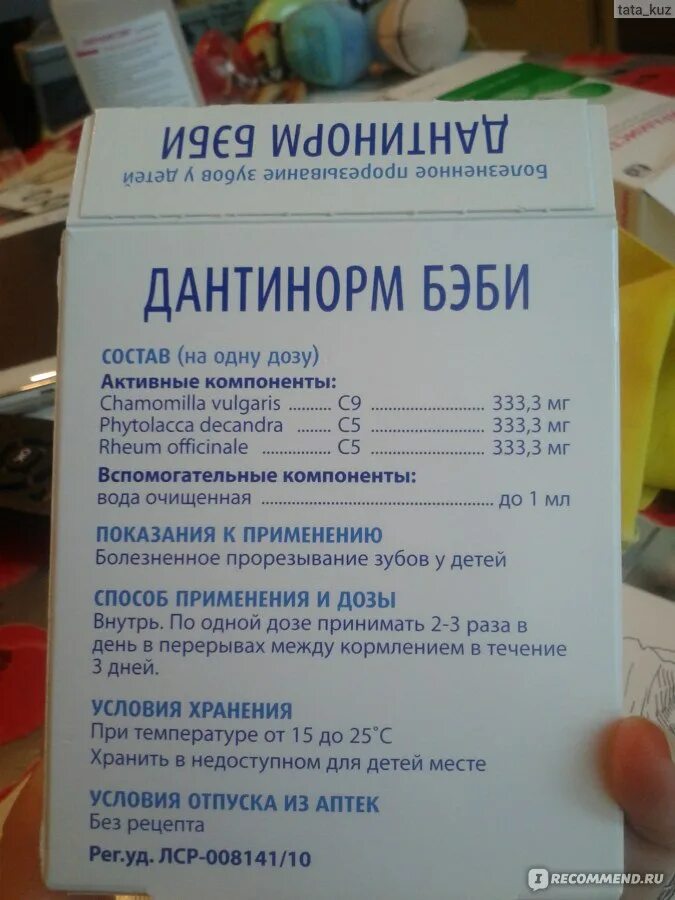 tata_kuz
ДАНТИНОРМ БЭБИ
Болезненное прорезывание зубов у детей
ДАНТИНОРМ БЭБИ
СОСТАВ (на одну дозу)
Активные компоненты:
Chamomilla vulgaris .......... C9 ........................... 333,3 мг
Phytolacca decandra ...... C5 ........................... 333,3 мг
Rheum officinale ............. C5 ........................... 333,3 мг
Вспомогательные компоненты:
вода очищенная ...................................................... до 1 мл
ПОКАЗАНИЯ К ПРИМЕНЕНИЮ
Болезненное прорезывание зубов у детей
СПОСОБ ПРИМЕНЕНИЯ И ДОЗЫ
Внутрь. По одной дозе принимать 2-3 раза в
день в перерывах между кормлением в течение
3 дней.
УСЛОВИЯ ХРАНЕНИЯ
При температуре от 15 до 25°C
Хранить в недоступном для детей месте
УСЛОВИЯ ОТПУСКА ИЗ АПТЕК
Без рецепта
Рег.уд. ЛСР-008141/10
IRECOMMEND.RU